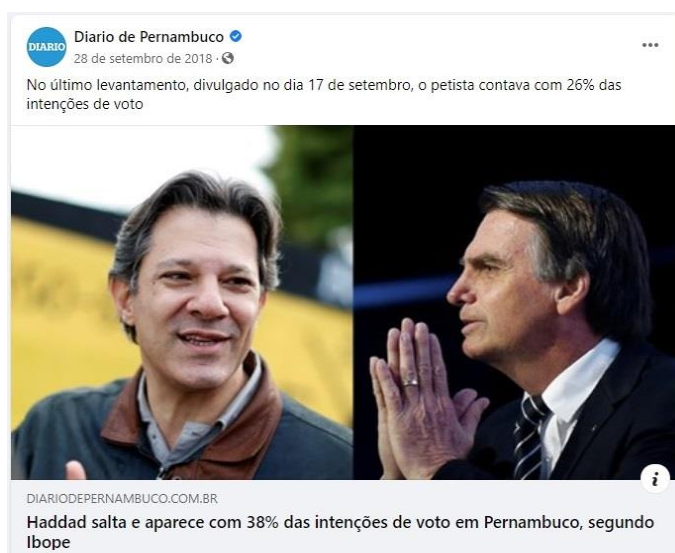 DIARIO
Diario de Pernambuco
28 de setembro de 2018 ·
No último levantamento, divulgado no dia 17 de setembro, o petista contava com 26% das
intenções de voto
DIARIODEPERNAMBUCO.COM.BR
Haddad salta e aparece com 38% das intenções de voto em Pernambuco, segundo
Ibope